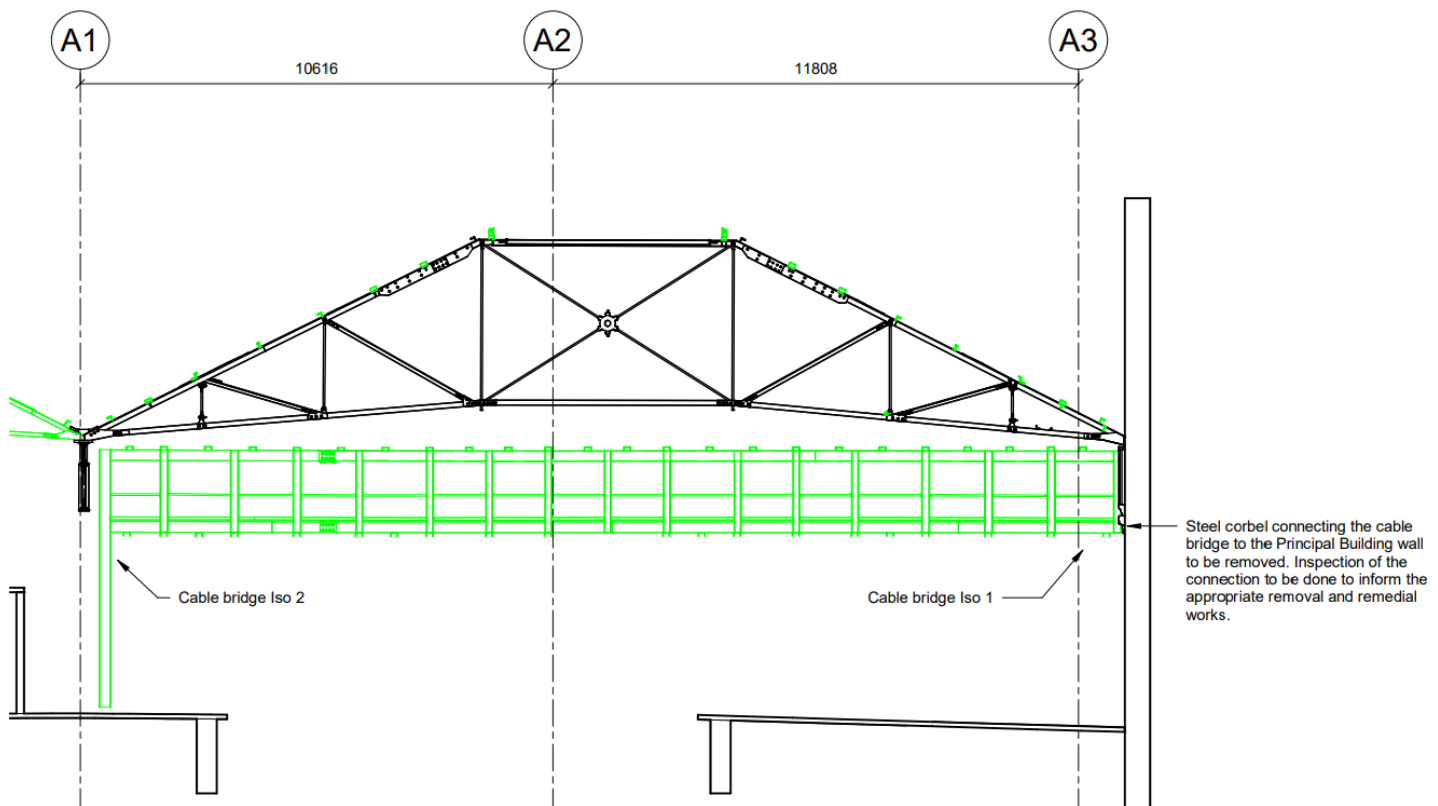 A1
A2
A3
10616
11808
Steel corbel connecting the cable
bridge to the Principal Building wall
to be removed. Inspection of the
connection to be done to inform the
appropriate removal and remedial
works.
Cable bridge Iso 2
Cable bridge Iso 1